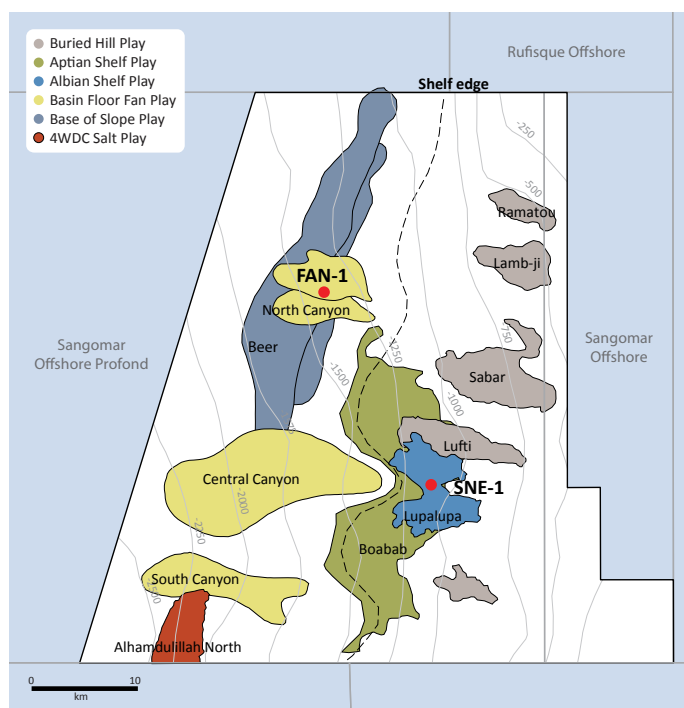 Buried Hill Play
Aptian Shelf Play
Albian Shelf Play
Basin Floor Fan Play
Base of Slope Play
4WDC Salt Play
Rufisque Offshore
Shelf edge
-250
-500
Ramatou
Lamb-ji
FAN-1
North Canyon
Sangomar
Offshore Profond
Beer
-1500
-1250
-750
Sangomar
Offshore
Sabar
-1000
Lufti
Central Canyon
-2000
SNE-1
Lupalupa
-2250
Boabab
South Canyon
-2500
Alhamdulillah North
0
10
km